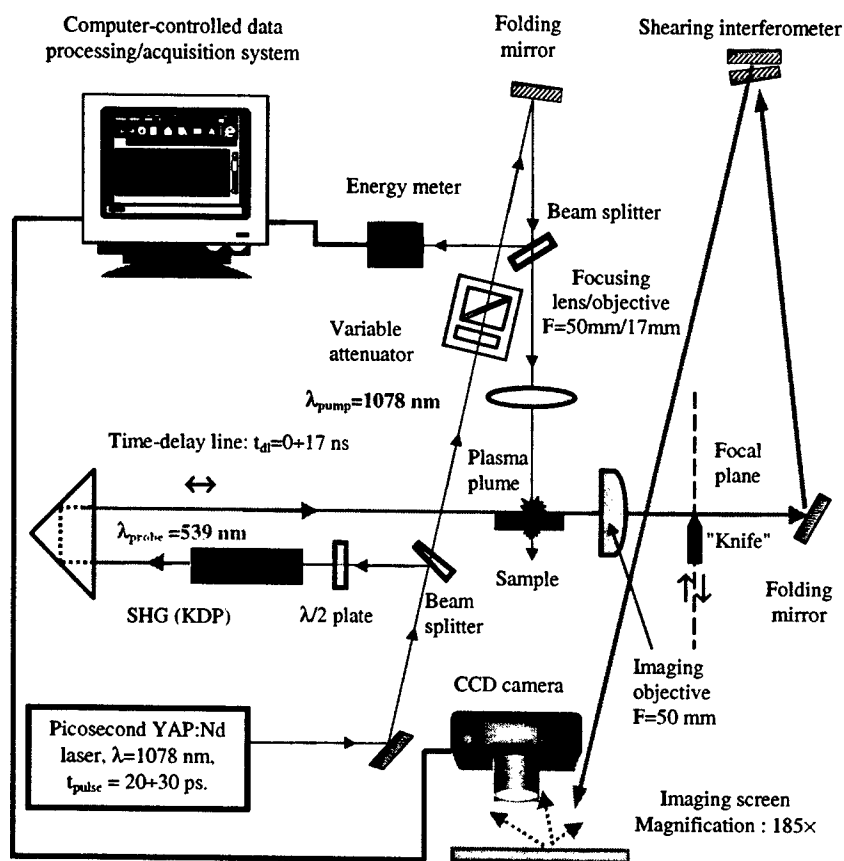 Computer-controlled data
processing/acquisition system
Folding
mirror
Shearing interferometer
e
Energy meter
Beam splitter
Focusing
lens/objective
F=50mm/17mm
Variable
attenuator
λpump=1078 nm
Time-delay line: tdl=0÷17 ns
Plasma
plume
Focal
plane
λprobe =539 nm
"Knife"
SHG (KDP)
λ/2 plate
Beam
splitter
Sample
Folding
mirror
Imaging
objective
F=50 mm
CCD camera
Picosecond YAP:Nd
laser, λ=1078 nm,
tpulse = 20÷30 ps.
Imaging screen
Magnification : 185×